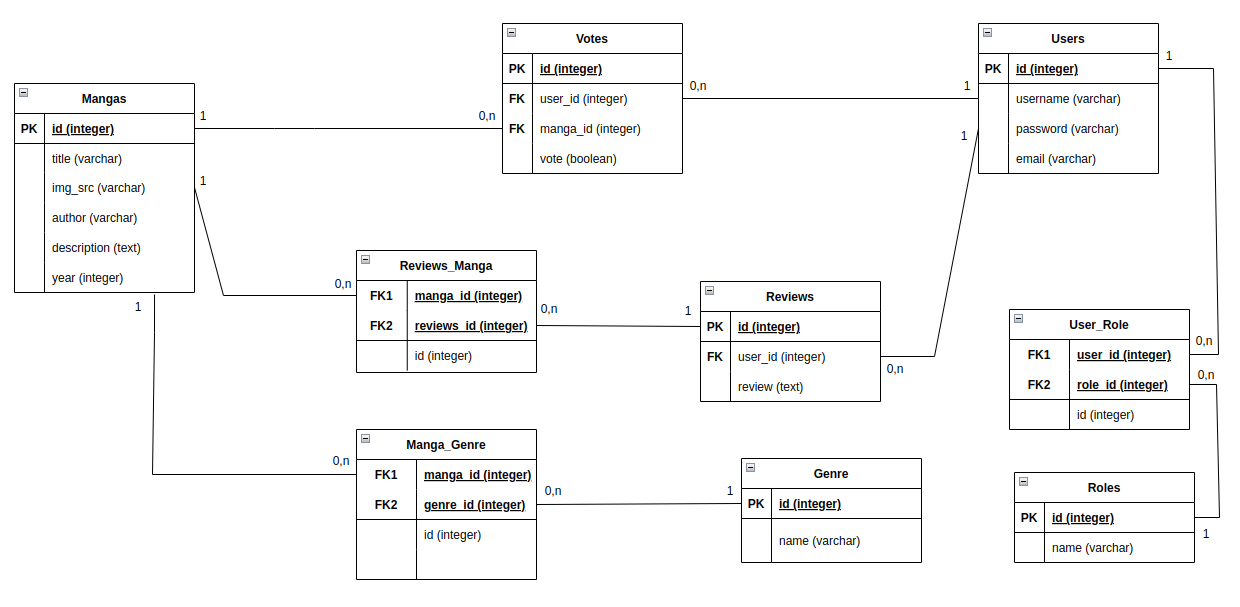 Mangas
PK id (integer)
title (varchar)
img_src (varchar)
author (varchar)
description (text)
year (integer)
1
1
1
Votes
PK id (integer)
FK user_id (integer)
FK manga_id (integer)
vote (boolean)
0,n
0,n
Users
PK id (integer)
username (varchar)
password (varchar)
email (varchar)
1
1
1
Reviews_Manga
FK1 manga_id (integer)
FK2 reviews_id (integer)
id (integer)
0,n
0,n
Reviews
PK id (integer)
FK user_id (integer)
review (text)
1
0,n
User_Role
FK1 user_id (integer)
FK2 role_id (integer)
id (integer)
0,n
0,n
Manga_Genre
FK1 manga_id (integer)
FK2 genre_id (integer)
id (integer)
0,n
0,n
Genre
PK id (integer)
name (varchar)
1
Roles
PK id (integer)
name (varchar)
1